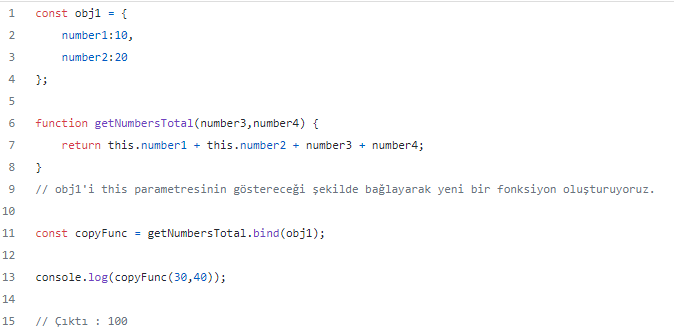 1 const obj1 = {
2 number1:10,
3 number2:20
4 };
5
6 function getNumbersTotal(number3,number4) {
7 return this.number1 + this.number2 + number3 + number4;
8 }
9 // obj1'i this parametresinin göstereceği şekilde bağlayarak yeni bir fonksiyon oluşturuyoruz.
10
11 const copyFunc = getNumbersTotal.bind(obj1);
12
13 console.log(copyFunc(30,40));
14
15 // Çıktı : 100